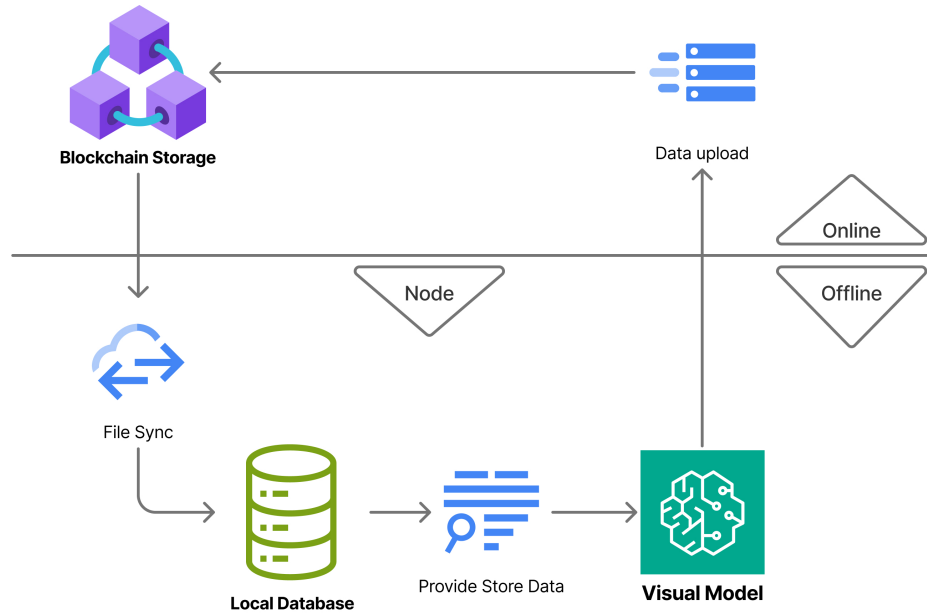 Blockchain Storage
Data upload
Online
Node
Offline
File Sync
Local Database
Provide Store Data
Visual Model